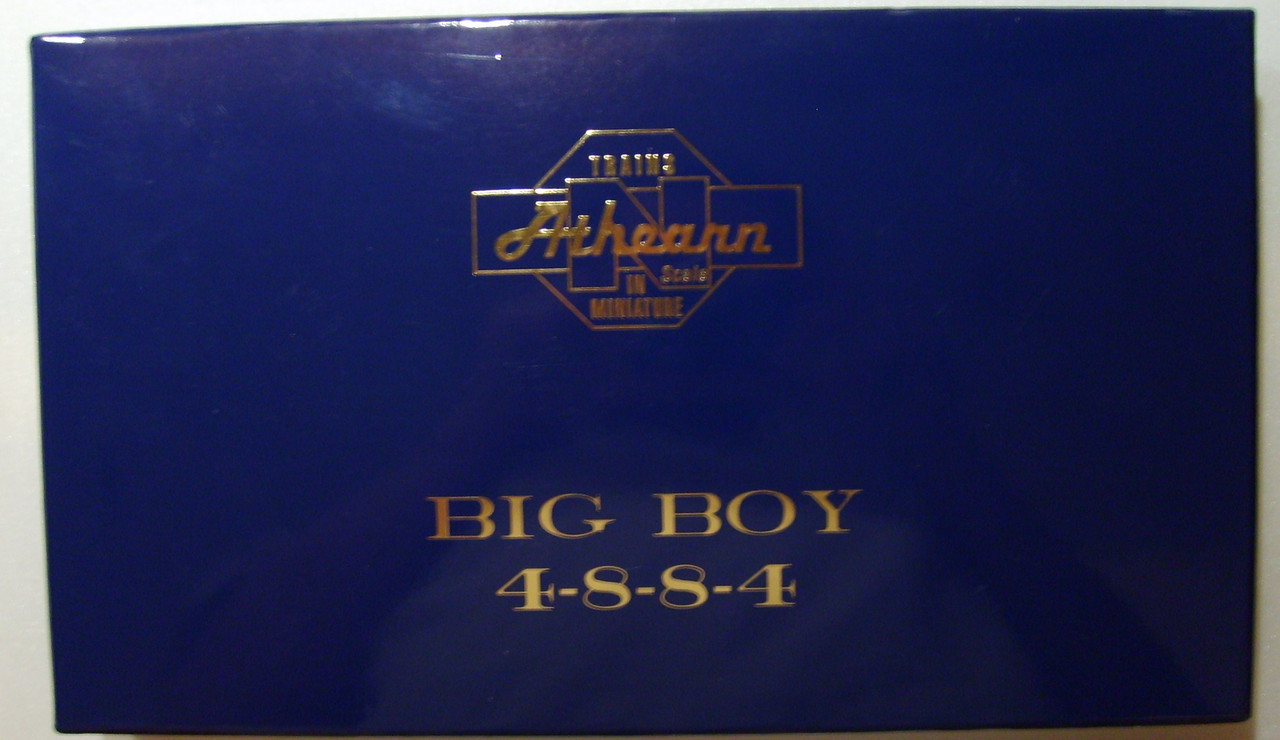 TRAINS
Athearn
N Scale
IN
MINIATURE
BIG BOY
4-8-8-4